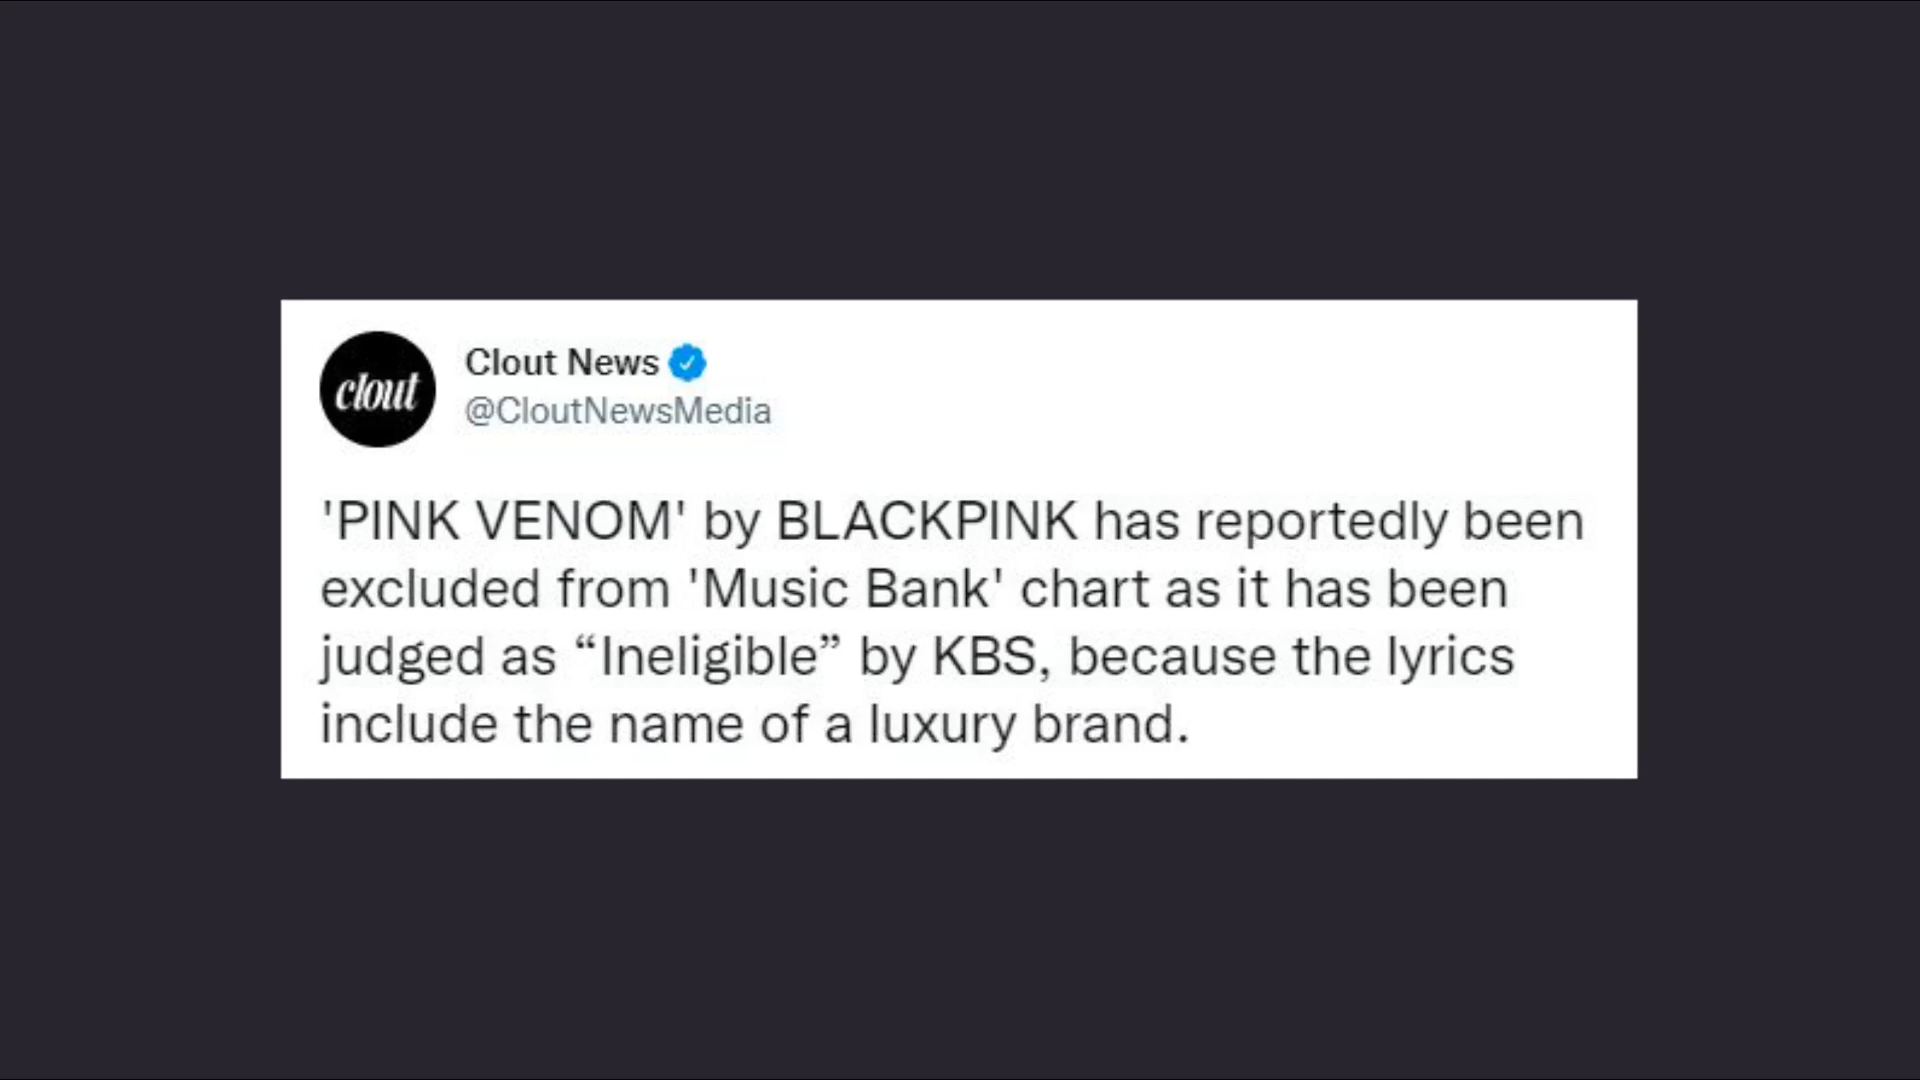 clout
Clout News
@CloutNewsMedia
'PINK VENOM' by BLACKPINK has reportedly been
excluded from 'Music Bank' chart as it has been
judged as “Ineligible” by KBS, because the lyrics
include the name of a luxury brand.